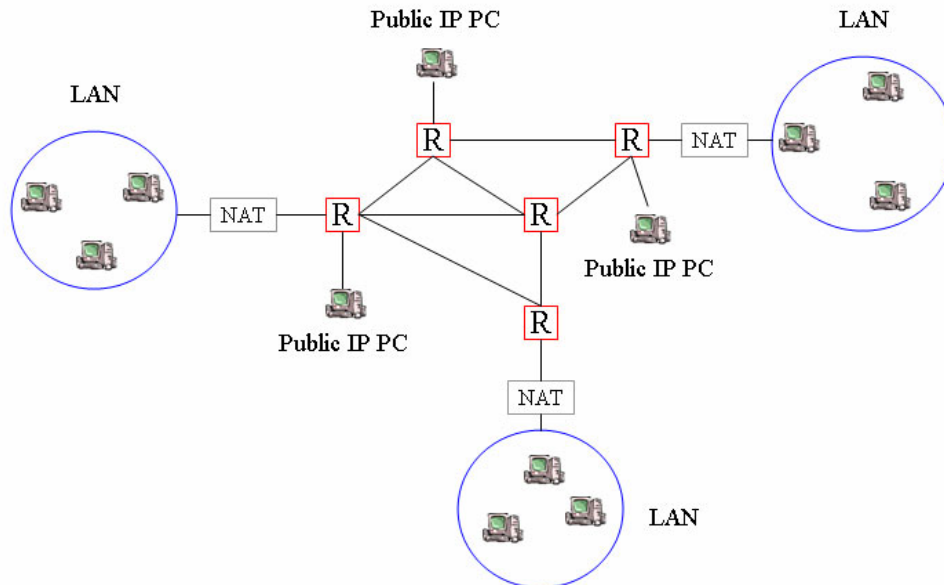 Public IP PC
LAN
LAN
R
R
NAT
NAT
R
R
Public IP PC
Public IP PC
R
NAT
LAN